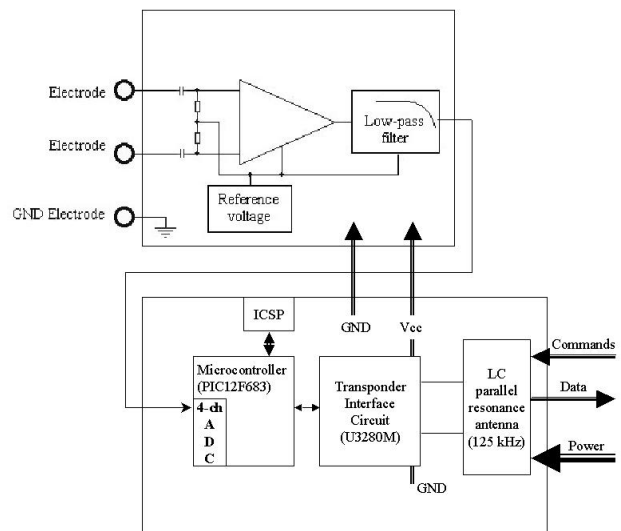 Electrode
Electrode
GND Electrode
Low-pass
filter
Reference
voltage
GND
Vcc
ICSP
Microcontroller
(PIC12F683)
4-ch
A
D
C
Transponder
Interface
Circuit
(U3280M)
GND
LC
parallel
resonance
antenna
(125 kHz)
Commands
Data
Power